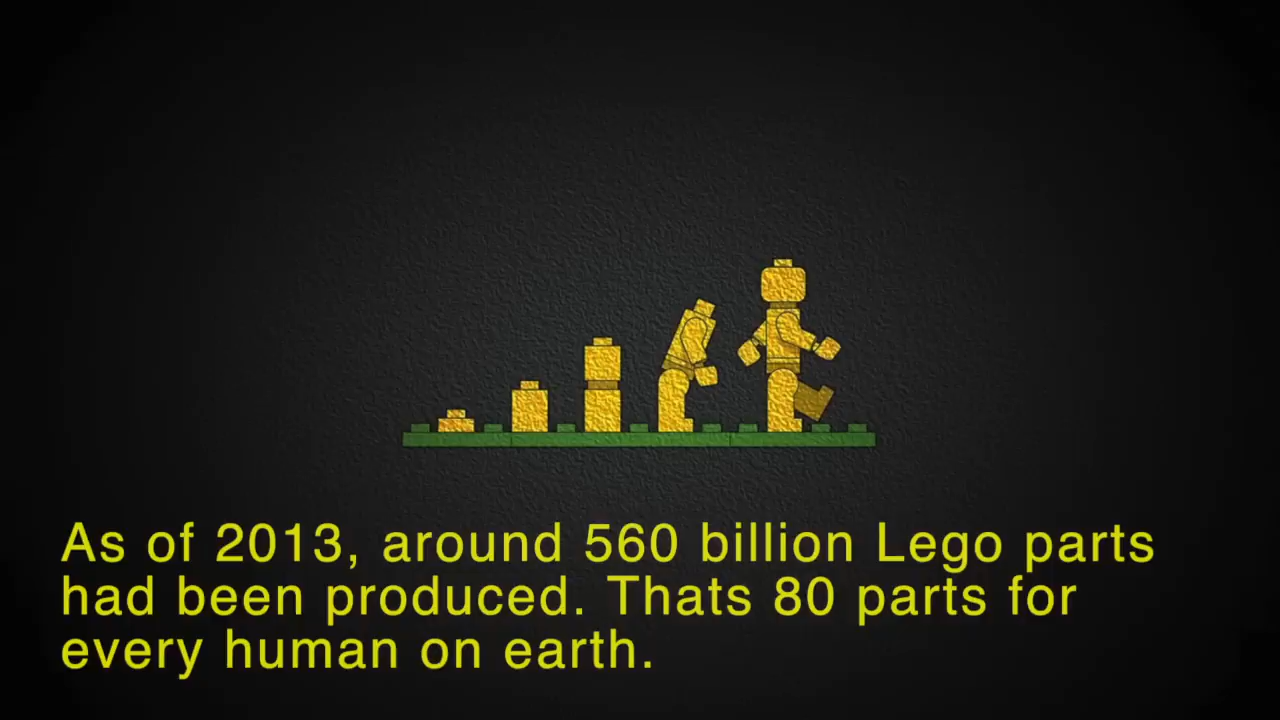 As of 2013, around 560 billion Lego parts
had been produced. Thats 80 parts for
every human on earth.